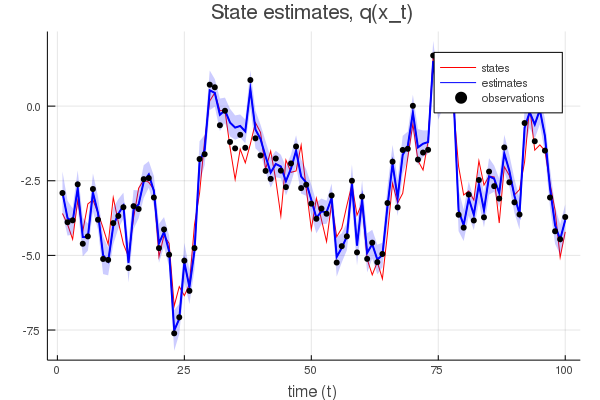 State estimates, q(x_t)
states
estimates
observations
0.0
-2.5
-5.0
-75
0
25
50
75
100
time (t)